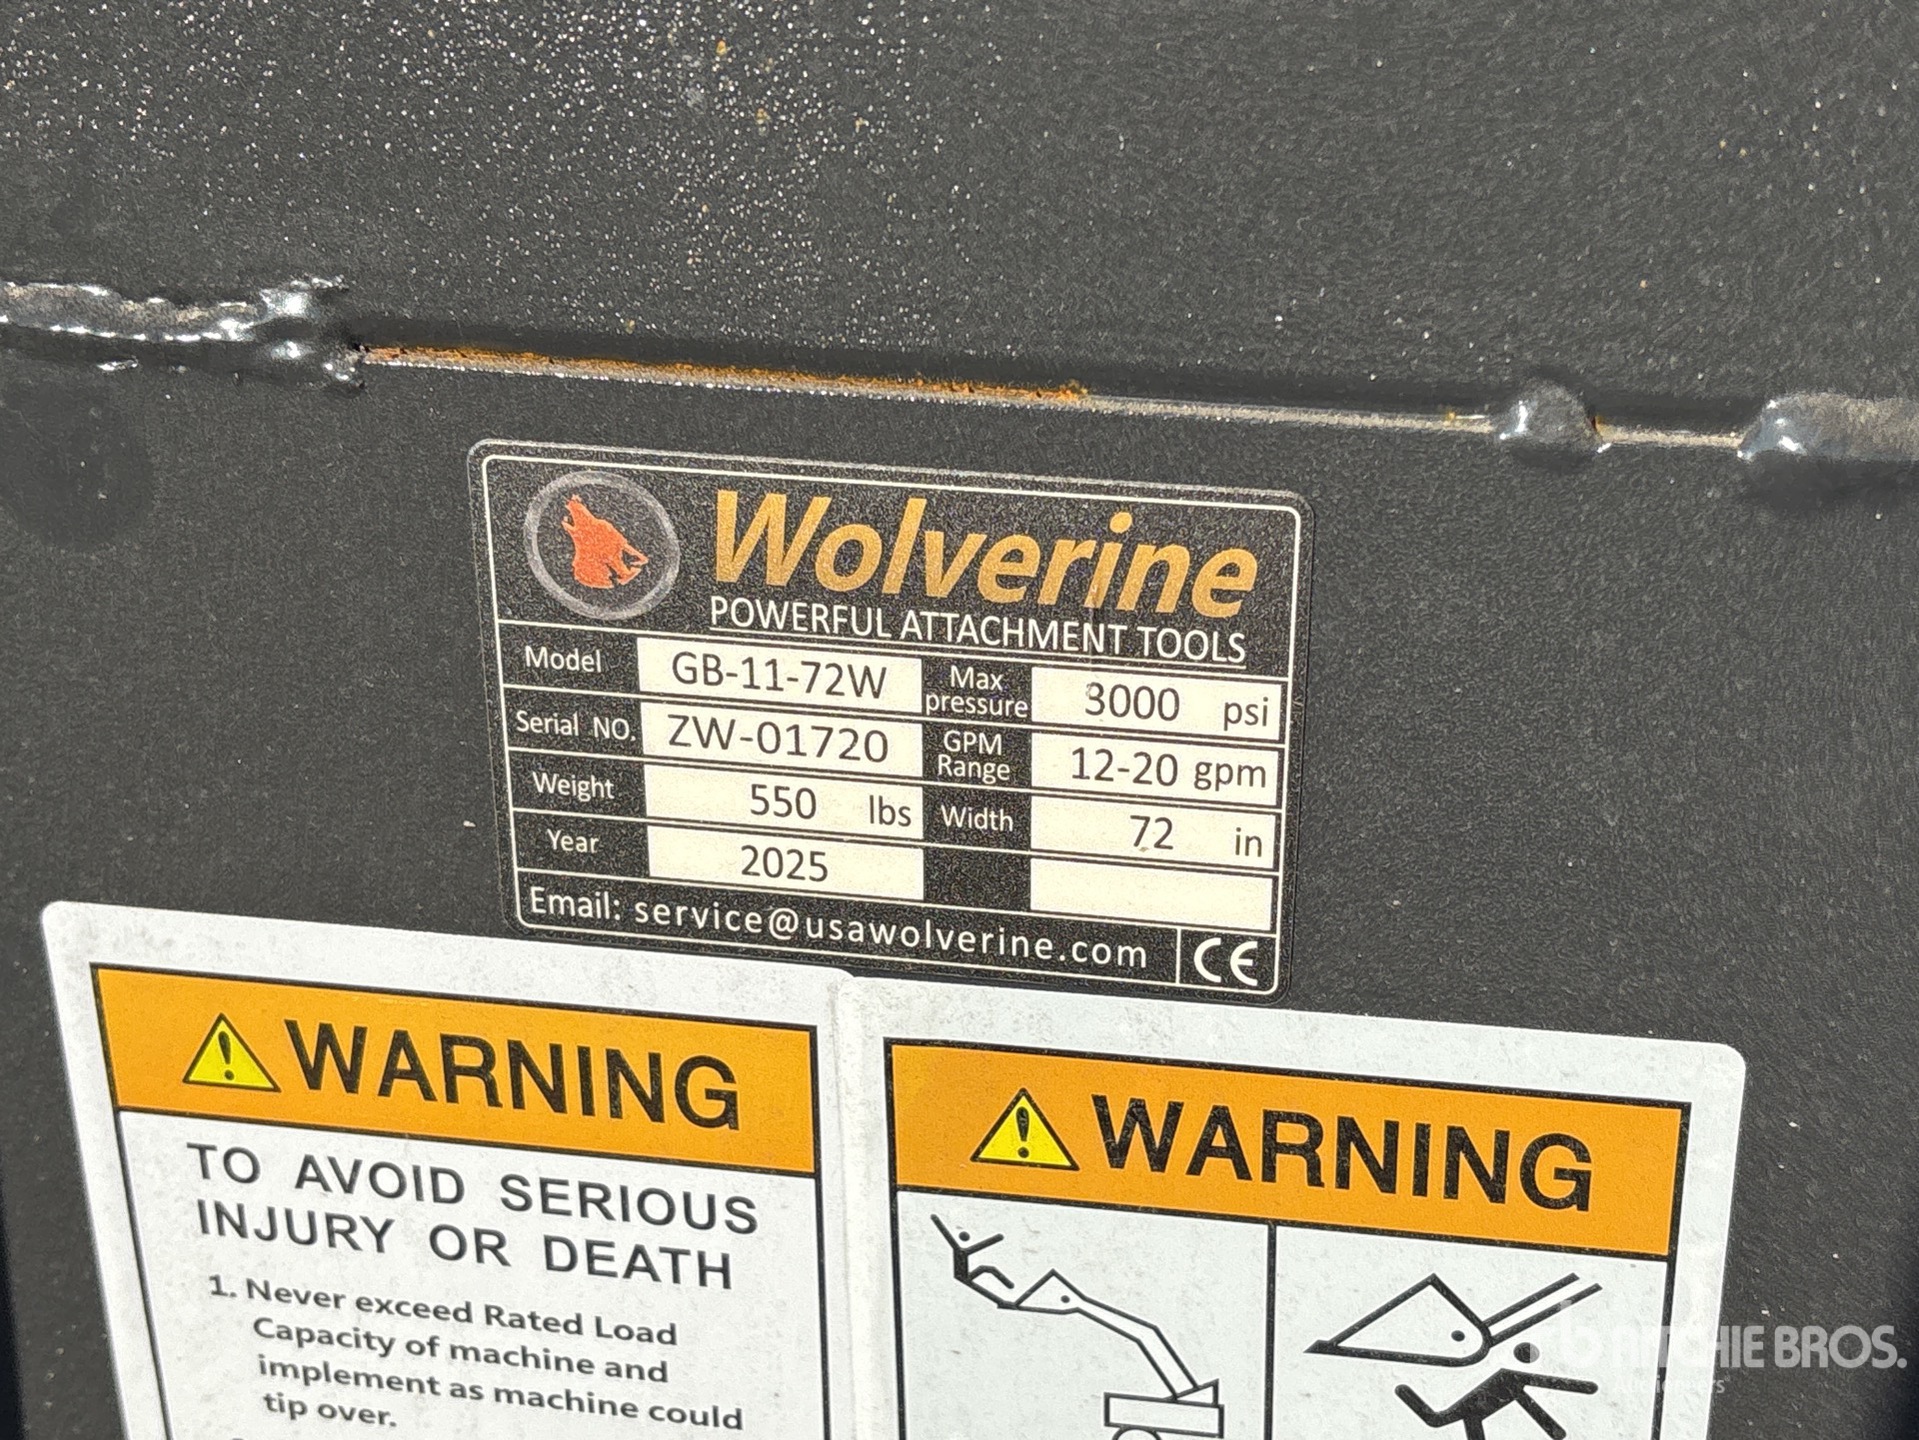 Wolverine
POWERFUL ATTACHMENT TOOLS
Model GB-11-72W Max pressure 3000 psi
Serial NO. ZW-01720 GPM Range 12-20 gpm
Weight 550 lbs Width 72 in
Year 2025
Email: service@usawolverine.com CE
WARNING
TO AVOID SERIOUS
INJURY OR DEATH
1. Never exceed Rated Load
Capacity of machine and
implement as machine could
tip over.
WARNING
RITCHIE BROS.
Auctioneers